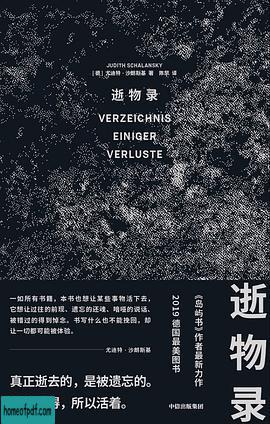 JUDITH SCHALANSKY
[德] 尤迪特·沙朗斯基 著 陈早 译
逝物录
VERZEICHNIS
EINIGER
VERLUSTE
一如所有书籍，本书也想让某些事物活下去，
它想让过往的前现、遗忘的还魂、喑哑的说话、
被错过的得到悼念。书写什么也不能挽回，却
让一切都可能被体验。
尤迪特·沙朗斯基
真正逝去的，是被遗忘的。
得，所以活着。
《岛屿书》作者最新力作
2019 德国最美图书
逝物录
中信出版集团
homeofpdf.com